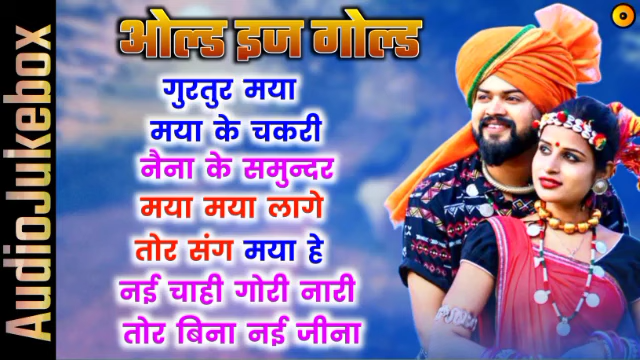 ओल्ड इज गोल्ड
गुरतुर मया
मया के चकरी
नैना के समुन्दर
मया मया लागे
तोर संग मया हे
नई चाही गोरी नारी
तोर बिना नई जीना
AudioJukebox